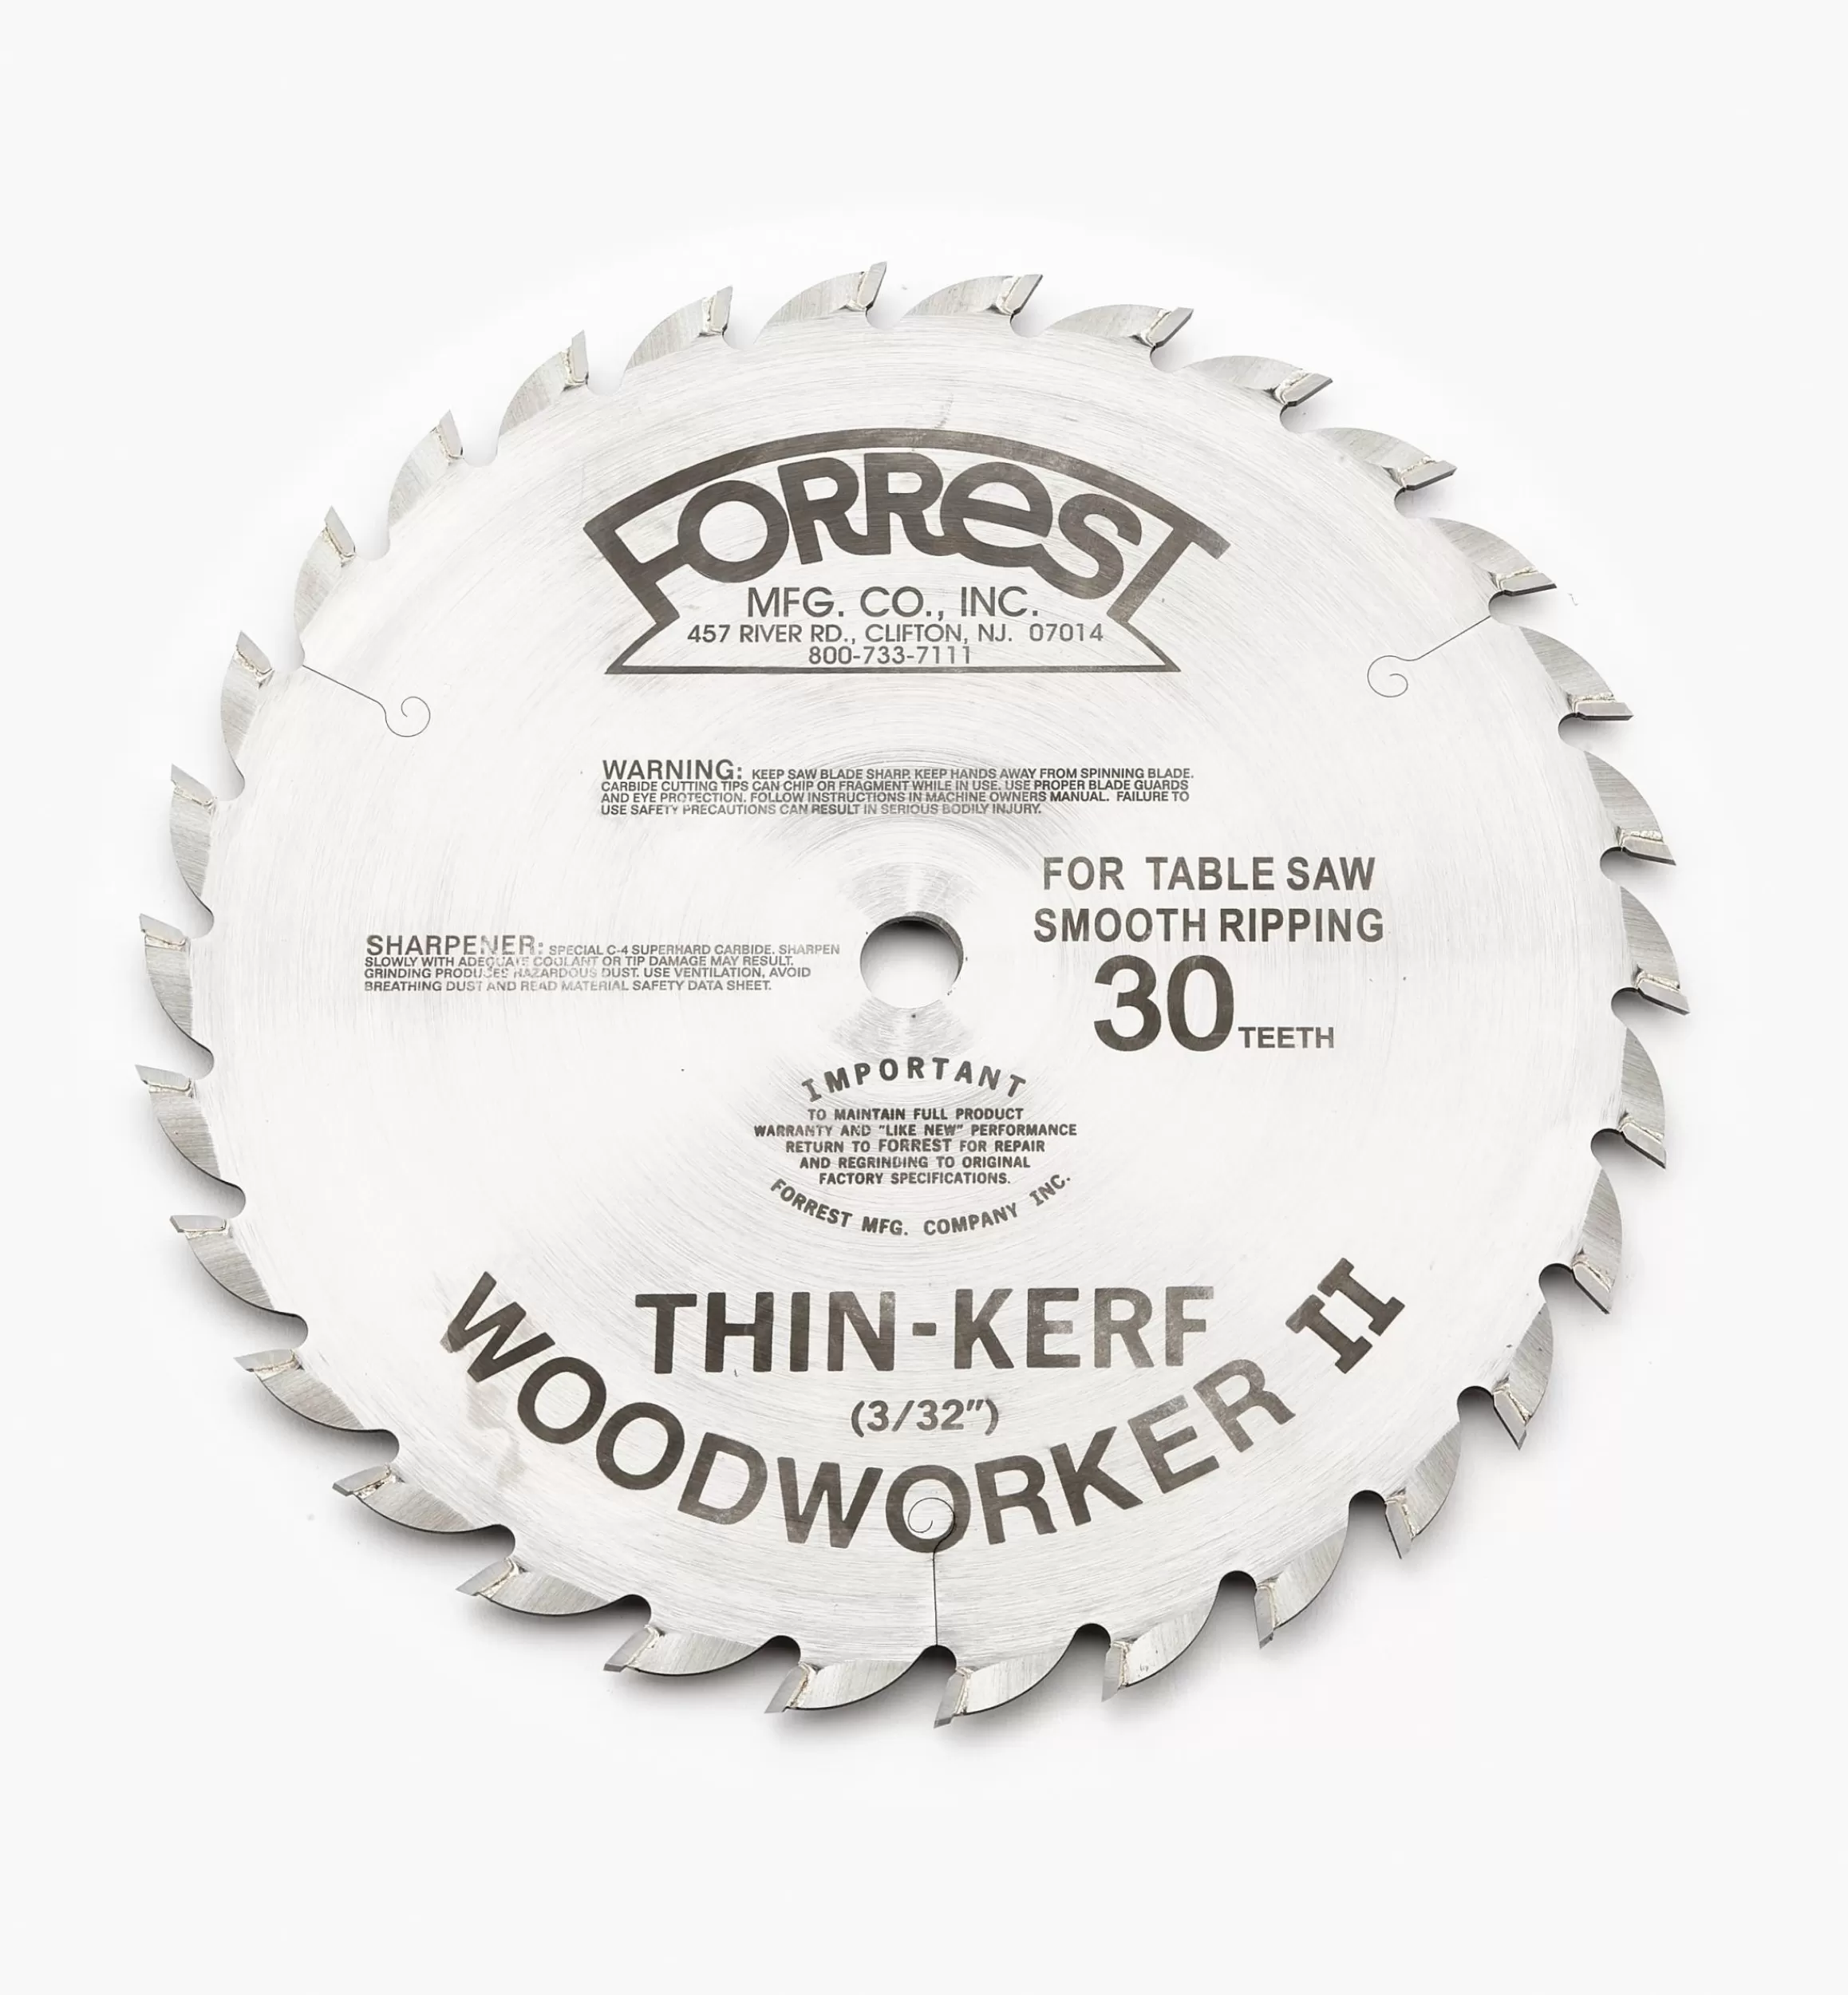 FORREST
MFG. CO., INC.
457 RIVER RD., CLIFTON, NJ. 07014
800-733-7111
WARNING: KEEP SAW BLADE SHARP. KEEP HANDS AWAY FROM SPINNING BLADE.
CARBIDE CUTTING TIPS CAN CHIP OR FRAGMENT WHILE IN USE. USE PROPER BLADE GUARDS
AND EYE PROTECTION. FOLLOW INSTRUCTIONS IN MACHINE OWNERS MANUAL. FAILURE TO
USE SAFETY PRECAUTIONS CAN RESULT IN SERIOUS BODILY INJURY.
FOR TABLE SAW
SMOOTH RIPPING
30 TEETH
SHARPENER: SPECIAL C-4 SUPERHARD CARBIDE. SHARPEN
SLOWLY WITH ADEQUATE COOLANT OR TIP DAMAGE MAY RESULT.
GRINDING PRODUCES HAZARDOUS DUST. USE VENTILATION, AVOID
BREATHING DUST AND READ MATERIAL SAFETY DATA SHEET.
IMPORTANT
TO MAINTAIN FULL PRODUCT
WARRANTY AND "LIKE NEW" PERFORMANCE
RETURN TO FORREST FOR REPAIR
AND REGRINDING TO ORIGINAL
FACTORY SPECIFICATIONS.
FORREST MFG. COMPANY INC.
THIN-KERF
(3/32")
WOODWORKER II